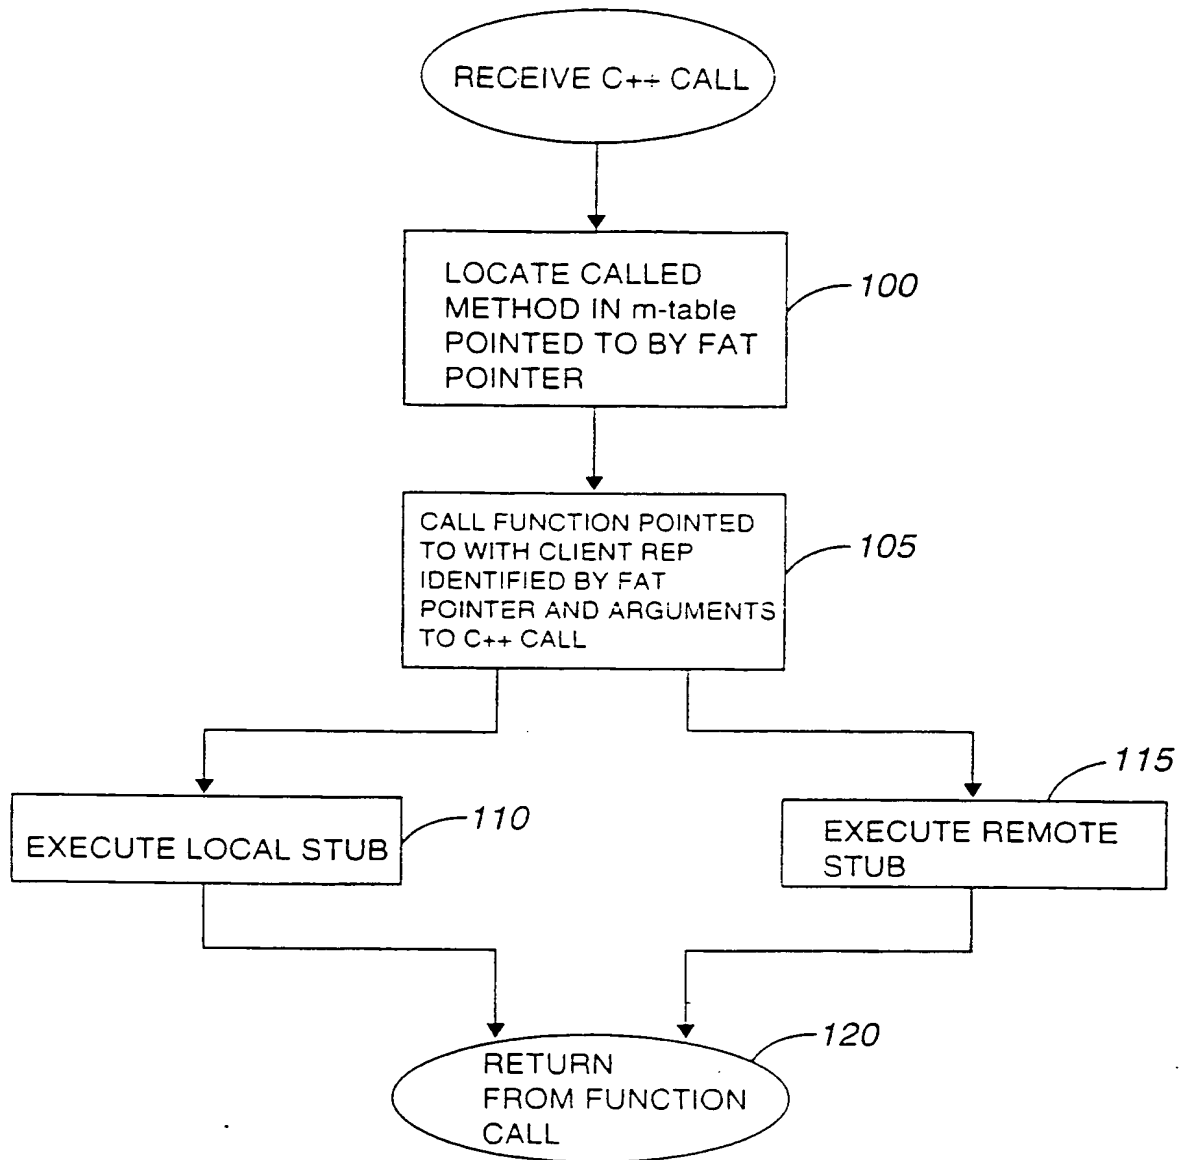 RECEIVE C++ CALL
LOCATE CALLED
METHOD IN m-table
POINTED TO BY FAT
POINTER
100
CALL FUNCTION POINTED
TO WITH CLIENT REP
IDENTIFIED BY FAT
POINTER AND ARGUMENTS
TO C++ CALL
105
EXECUTE LOCAL STUB
110
EXECUTE REMOTE
STUB
115
RETURN
FROM FUNCTION
CALL
120